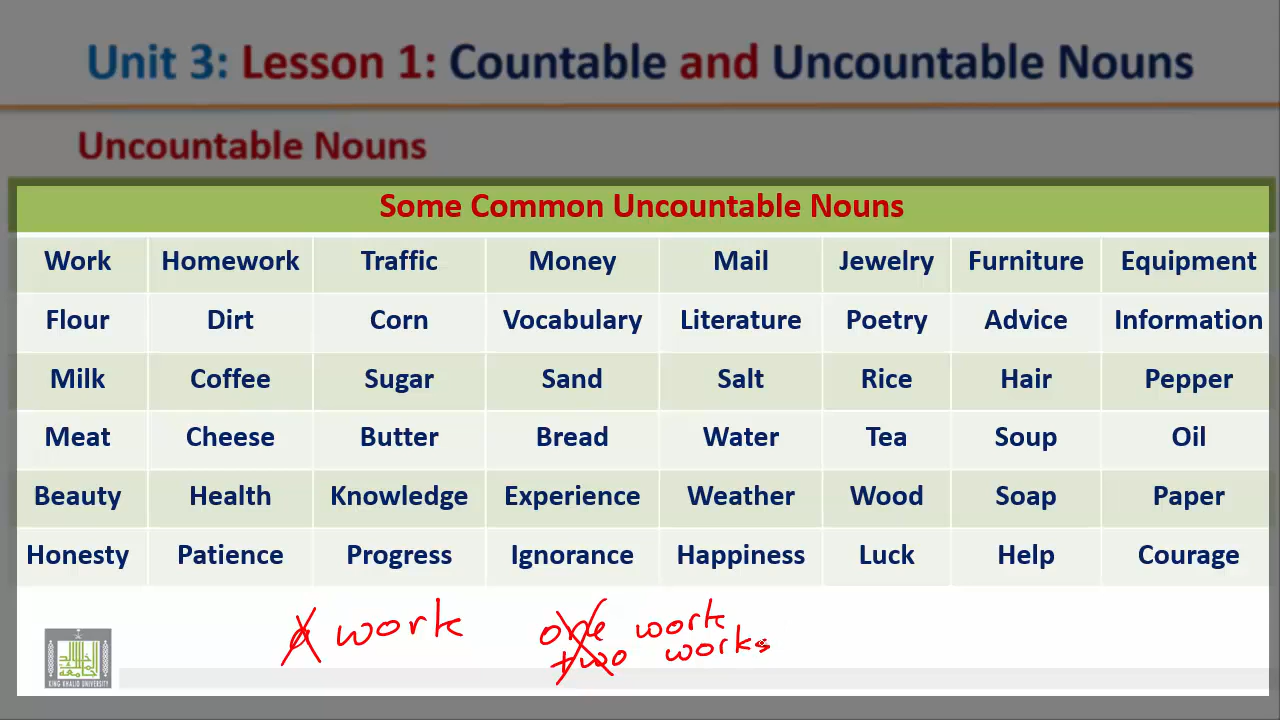 Unit 3: Lesson 1: Countable and Uncountable Nouns
Uncountable Nouns
Some Common Uncountable Nouns
Work Homework Traffic Money Mail Jewelry Furniture Equipment
Flour Dirt Corn Vocabulary Literature Poetry Advice Information
Milk Coffee Sugar Sand Salt Rice Hair Pepper
Meat Cheese Butter Bread Water Tea Soup Oil
Beauty Health Knowledge Experience Weather Wood Soap Paper
Honesty Patience Progress Ignorance Happiness Luck Help Courage
a work one work
two works
KING KHALID UNIVERSITY